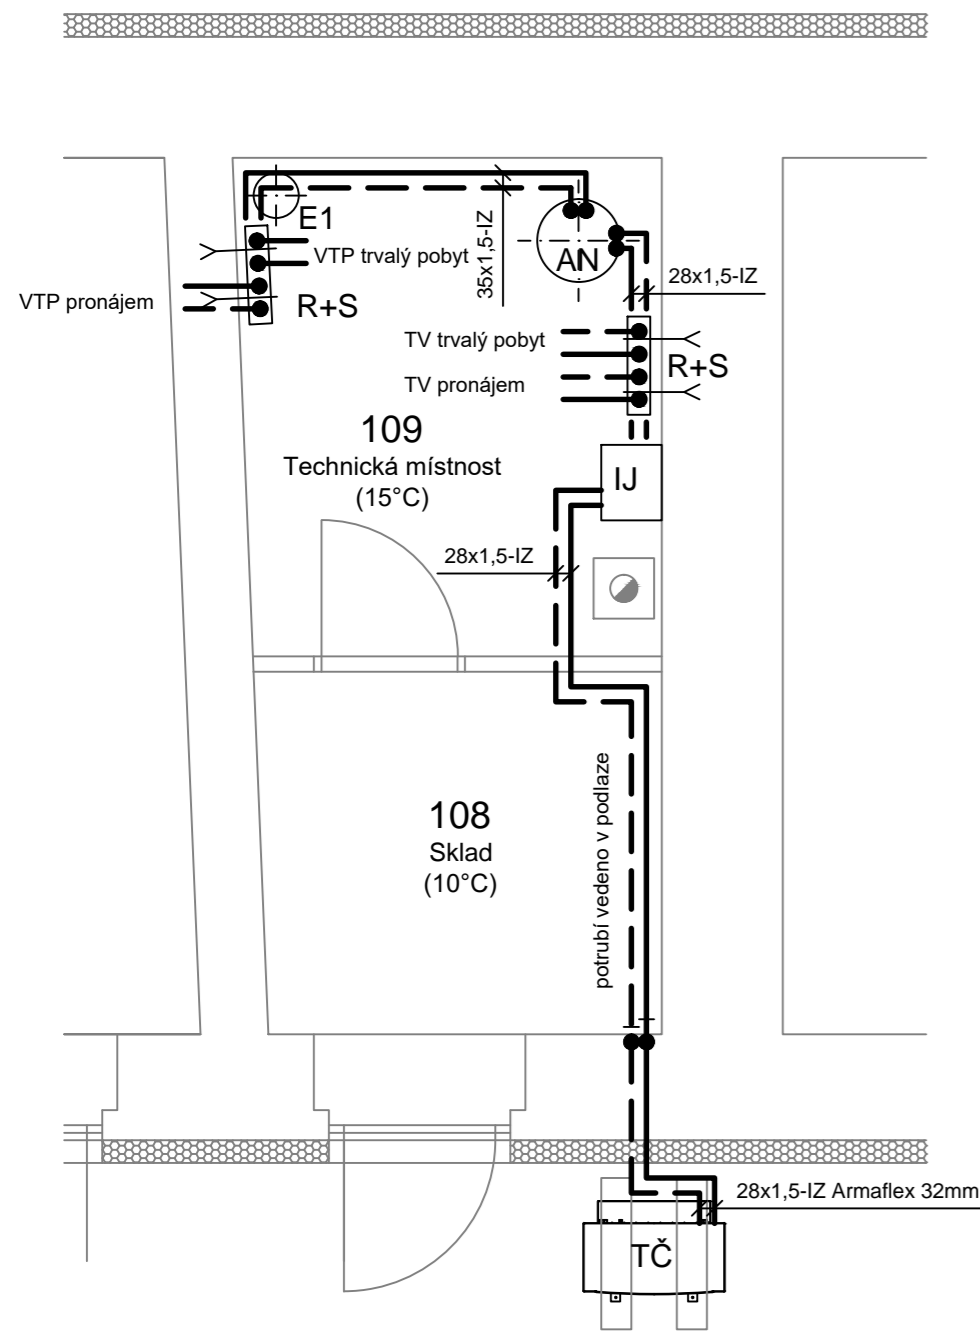 E1
VTP trvalý pobyt
VTP pronájem
R+S
35x1,5-IZ
AN
28x1,5-IZ
TV trvalý pobyt
R+S
TV pronájem
109
Technická místnost
(15°C)
IJ
28x1,5-IZ
potrubí vedeno v podlaze
108
Sklad
(10°C)
28x1,5-IZ Armaflex 32mm
TČ